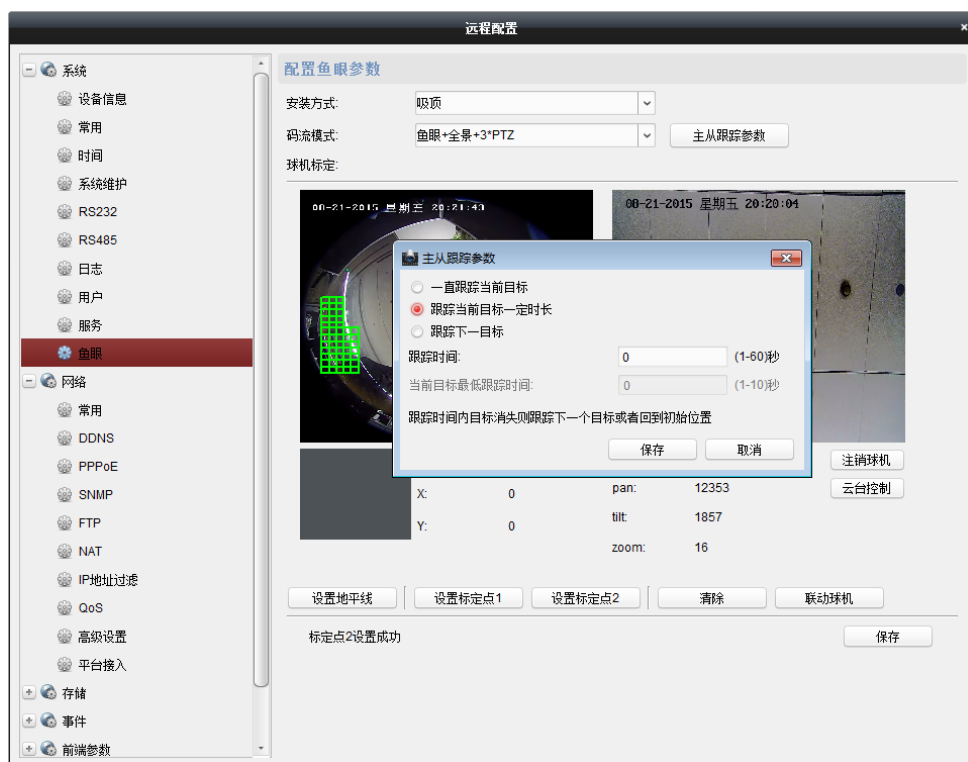 远程配置
系统
设备信息
常用
时间
系统维护
RS232
RS485
日志
用户
服务
鱼眼
网络
常用
DDNS
PPPoE
SNMP
FTP
NAT
IP地址过滤
QoS
高级设置
平台接入
存储
事件
前端参数
配置鱼眼参数
安装方式: 吸顶
码流模式: 鱼眼+全景+3*PTZ 主从跟踪参数
球机标定:
08-21-2015 星期五 20:21:43
08-21-2015 星期五 20:20:04
主从跟踪参数
一直跟踪当前目标
跟踪当前目标一定时长
跟踪下一目标
跟踪时间: 0 (1-60)秒
当前目标最低跟踪时间: 0 (1-10)秒
跟踪时间内目标消失则跟踪下一个目标或者回到初始位置
保存 取消
注销球机
云台控制
X: 0
Y: 0
pan: 12353
tilt: 1857
zoom: 16
设置地平线 设置标定点1 设置标定点2 清除 联动球机
标定点2设置成功 保存